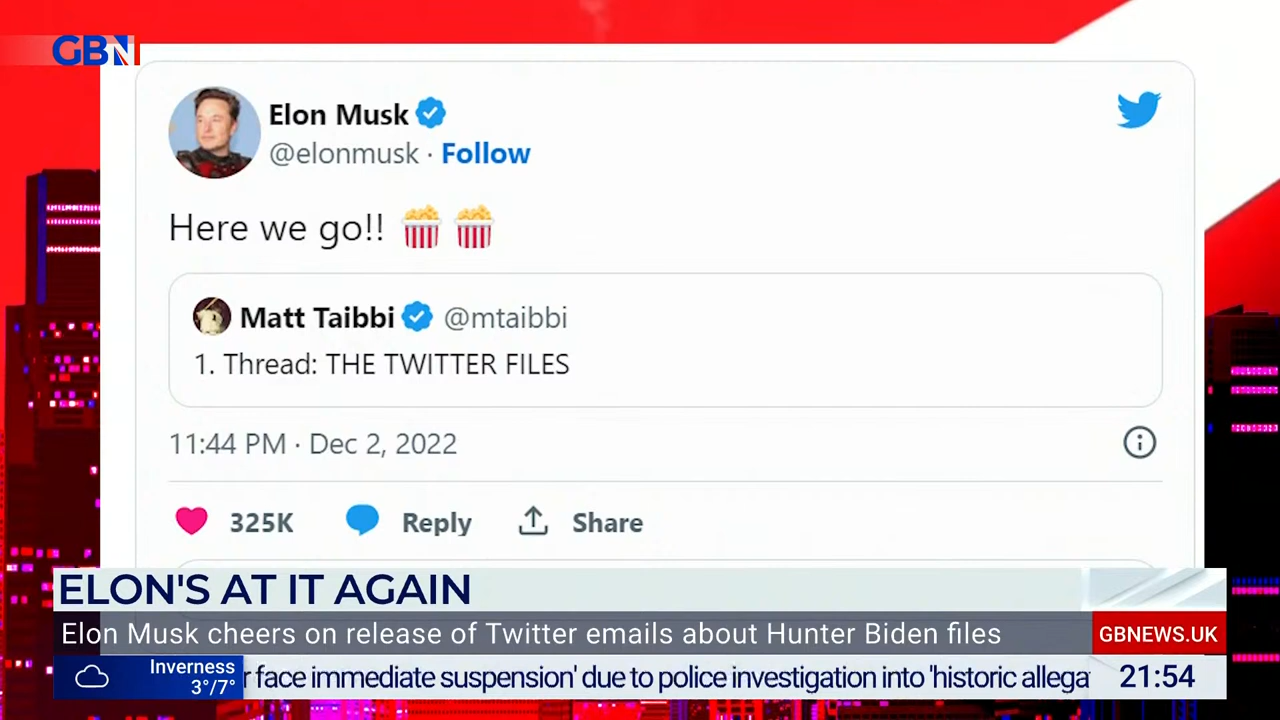 GBN
Elon Musk
@elonmusk · Follow
Here we go!!
Matt Taibbi @mtaibbi
1. Thread: THE TWITTER FILES
11:44 PM · Dec 2, 2022
325K Reply Share
ELON'S AT IT AGAIN
Elon Musk cheers on release of Twitter emails about Hunter Biden files
GBNEWS.UK
Inverness
3°/7°
r face immediate suspension' due to police investigation into 'historic allega
21:54